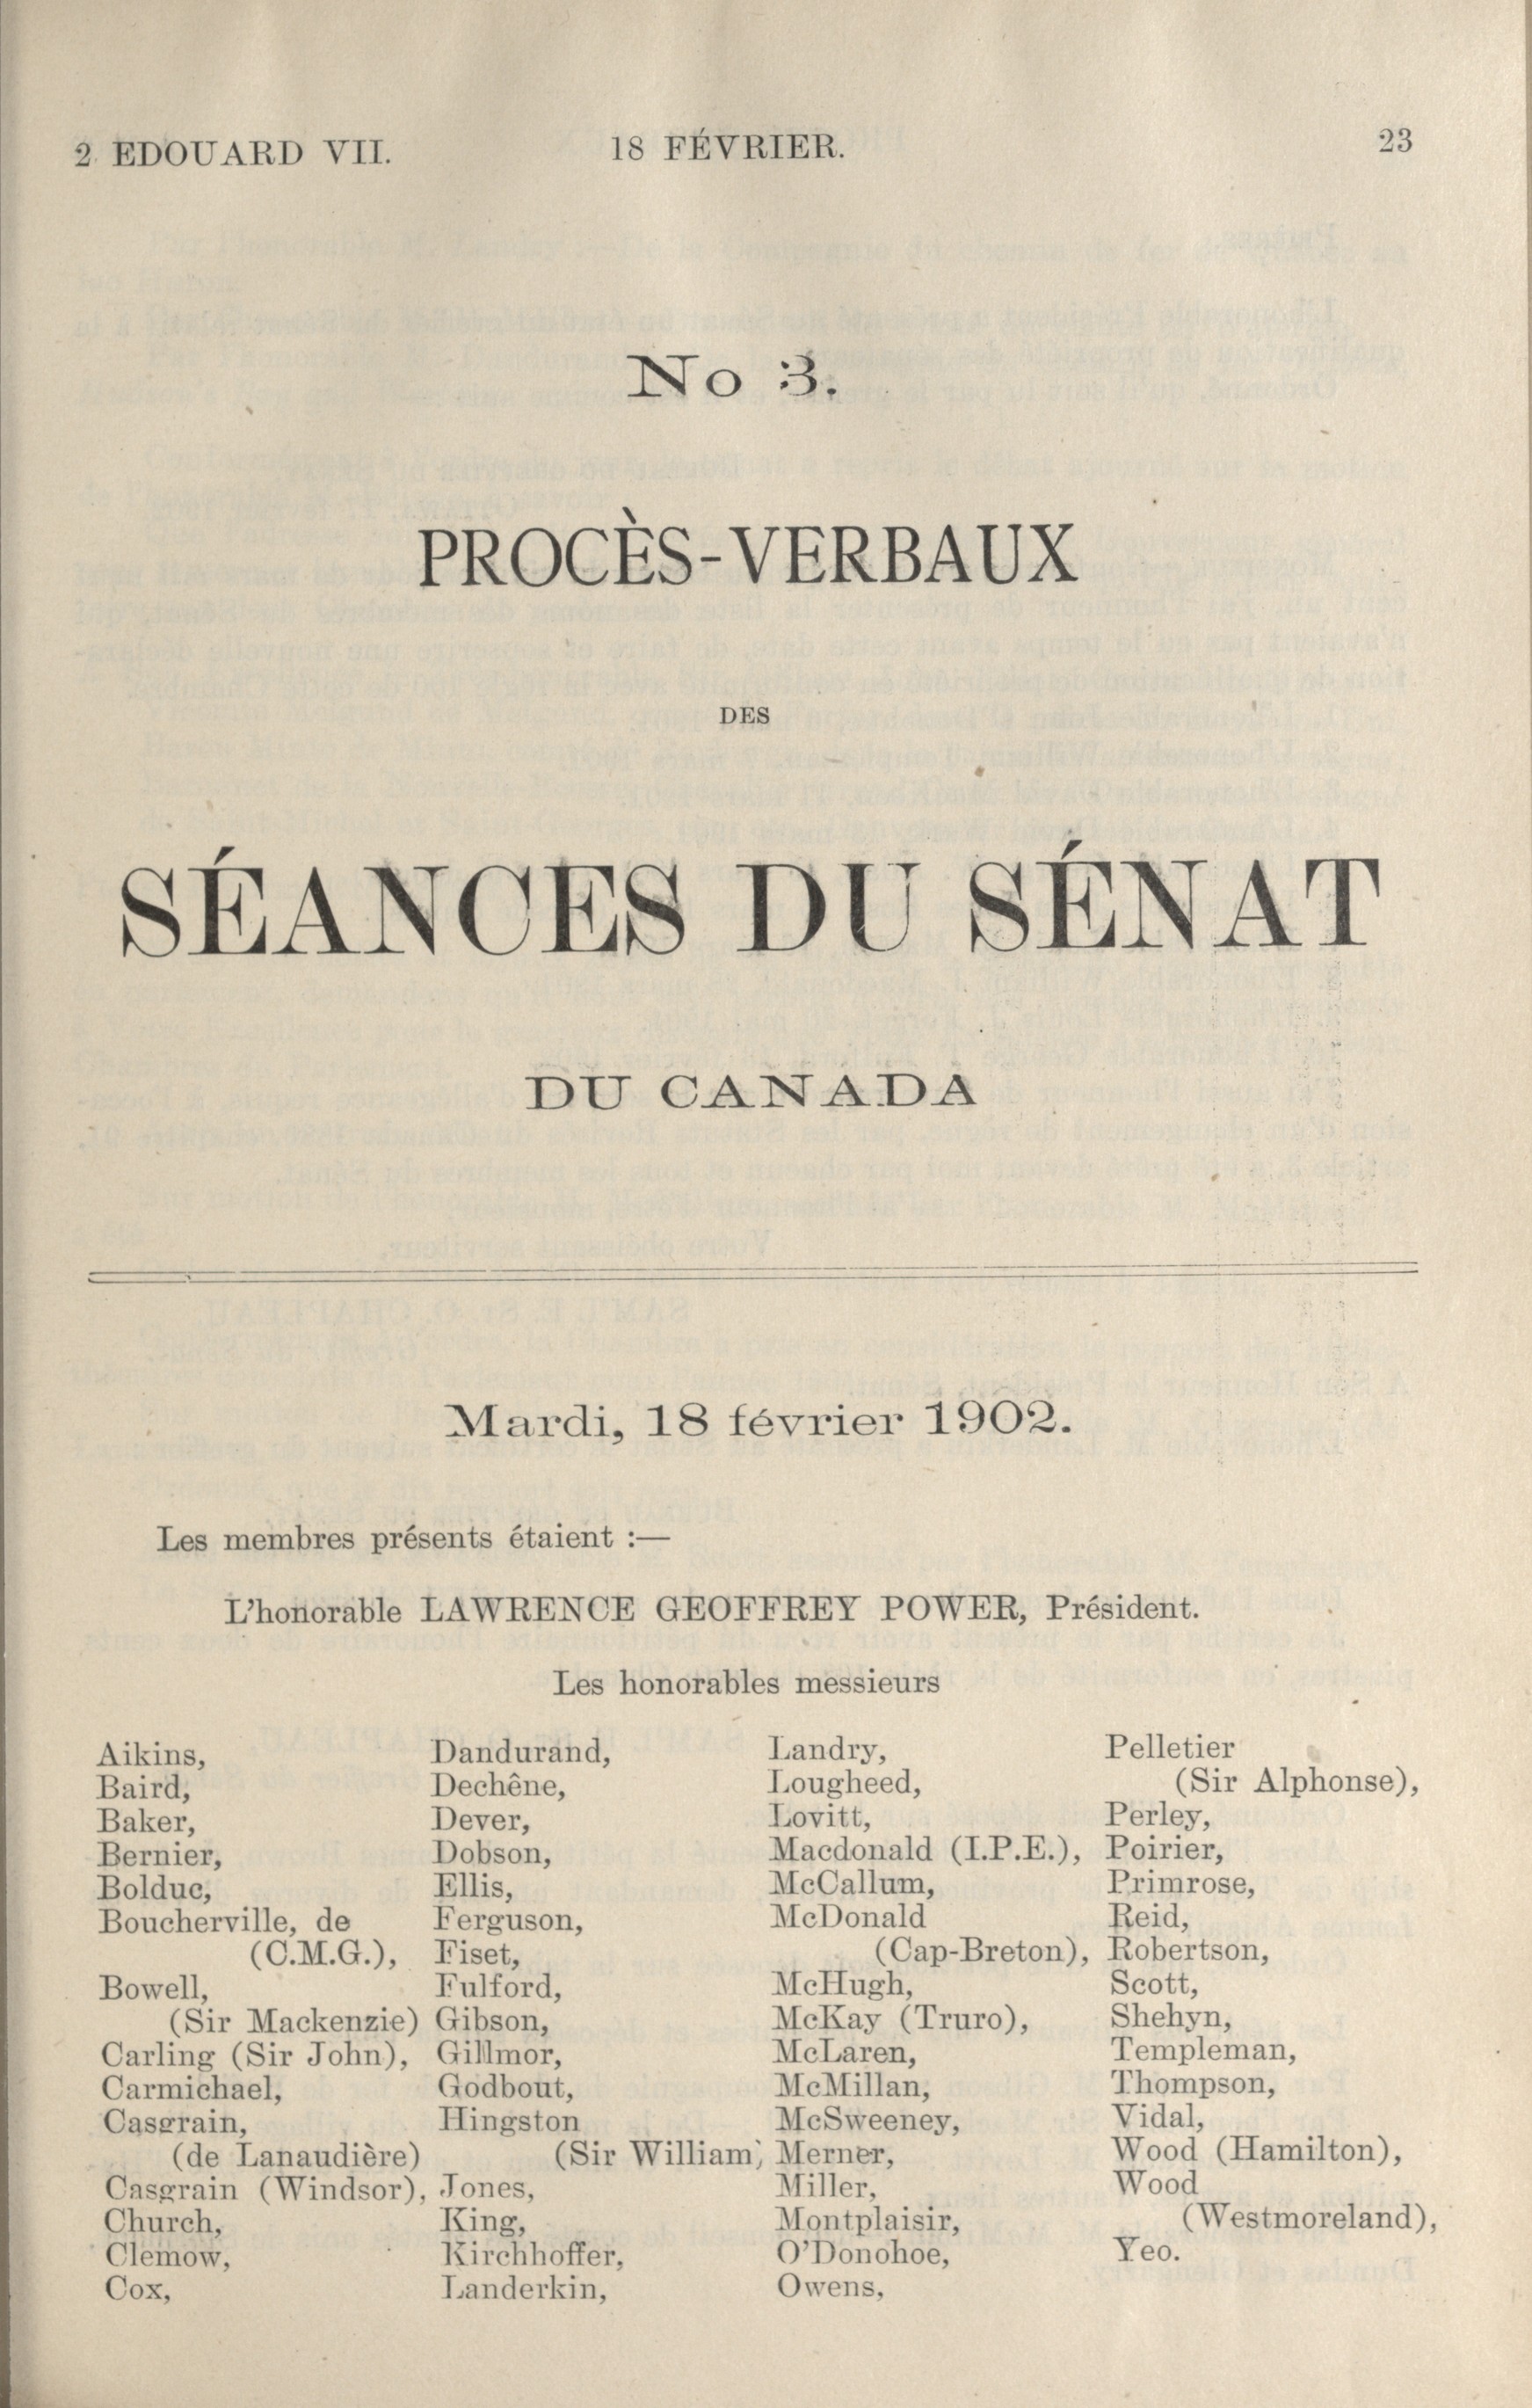 2 EDOUARD VII.
18 FÉVRIER.
23
No 3.
PROCÈS-VERBAUX
DES
SÉANCES DU SÉNAT
DU CANADA
Mardi, 18 février 1902.
Les membres présents étaient :—
L'honorable LAWRENCE GEOFFREY POWER, Président.
Les honorables messieurs
Aikins,
Baird,
Baker,
Bernier,
Bolduc,
Boucherville, de
(C.M.G.),
Bowell,
(Sir Mackenzie)
Carling (Sir John),
Carmichael,
Casgrain,
(de Lanaudière)
Casgrain (Windsor),
Church,
Clemow,
Cox,
Dandurand,
Dechêne,
Dever,
Dobson,
Ellis,
Ferguson,
Fiset,
Fulford,
Gibson,
Gillmor,
Godbout,
Hingston
(Sir William)
Jones,
King,
Kirchhoffer,
Landerkin,
Landry,
Lougheed,
Lovitt,
Macdonald (I.P.E.),
McCallum,
McDonald
(Cap-Breton),
McHugh,
McKay (Truro),
McLaren,
McMillan,
McSweeney,
Merner,
Miller,
Montplaisir,
O'Donohoe,
Owens,
Pelletier
(Sir Alphonse),
Perley,
Poirier,
Primrose,
Reid,
Robertson,
Scott,
Shehyn,
Templeman,
Thompson,
Vidal,
Wood (Hamilton),
Wood
(Westmoreland),
Yeo.